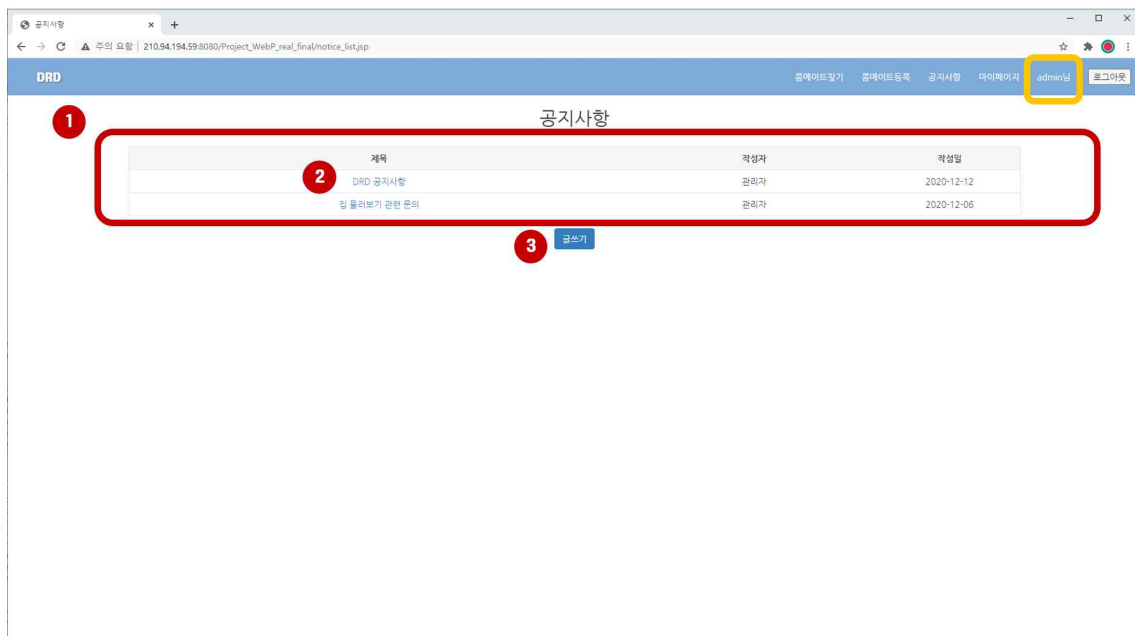 공지사항
주의 요함 | 210.94.194.59:8080/Project_WebP_real_final/notice_list.jsp
DRD 룸메이트찾기 룸메이트등록 공지사항 마이페이지 admin님 로그아웃
1
공지사항
제목 작성자 작성일
2
DRD 공지사항 관리자 2020-12-12
집 둘러보기 관련 문의 관리자 2020-12-06
3 글쓰기